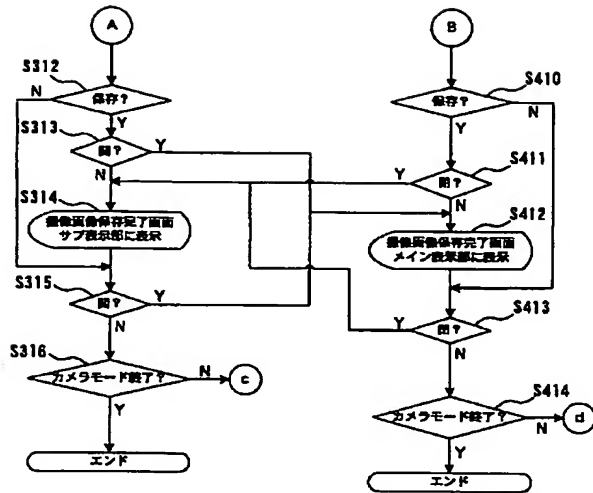 A
S312
N
保存?
Y
S313
開?
Y
N
S314
撮像画像保存完了画面
サブ表示部に表示
S315
開?
Y
N
S316
カメラモード終了?
N
c
Y
エンド
B
S410
保存?
N
Y
S411
Y
閉?
N
S412
撮像画像保存完了画面
メイン表示部に表示
S413
Y
閉?
N
S414
カメラモード終了?
N
d
Y
エンド